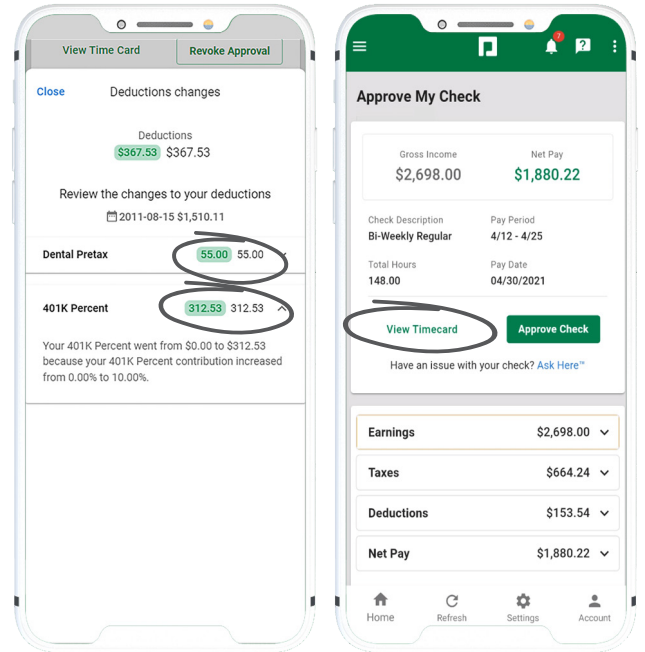 View Time Card Revoke Approval
Close Deductions changes
Deductions
$367.53 $367.53
Review the changes to your deductions
2011-08-15 $1,510.11
Dental Pretax 55.00 55.00
401K Percent 312.53 312.53
Your 401K Percent went from $0.00 to $312.53
because your 401K Percent contribution increased
from 0.00% to 10.00%.
7
?
Approve My Check
Gross Income Net Pay
$2,698.00 $1,880.22
Check Description Pay Period
Bi-Weekly Regular 4/12 - 4/25
Total Hours Pay Date
148.00 04/30/2021
View Timecard Approve Check
Have an issue with your check? Ask Here™
Earnings $2,698.00
Taxes $664.24
Deductions $153.54
Net Pay $1,880.22
Home Refresh Settings Account